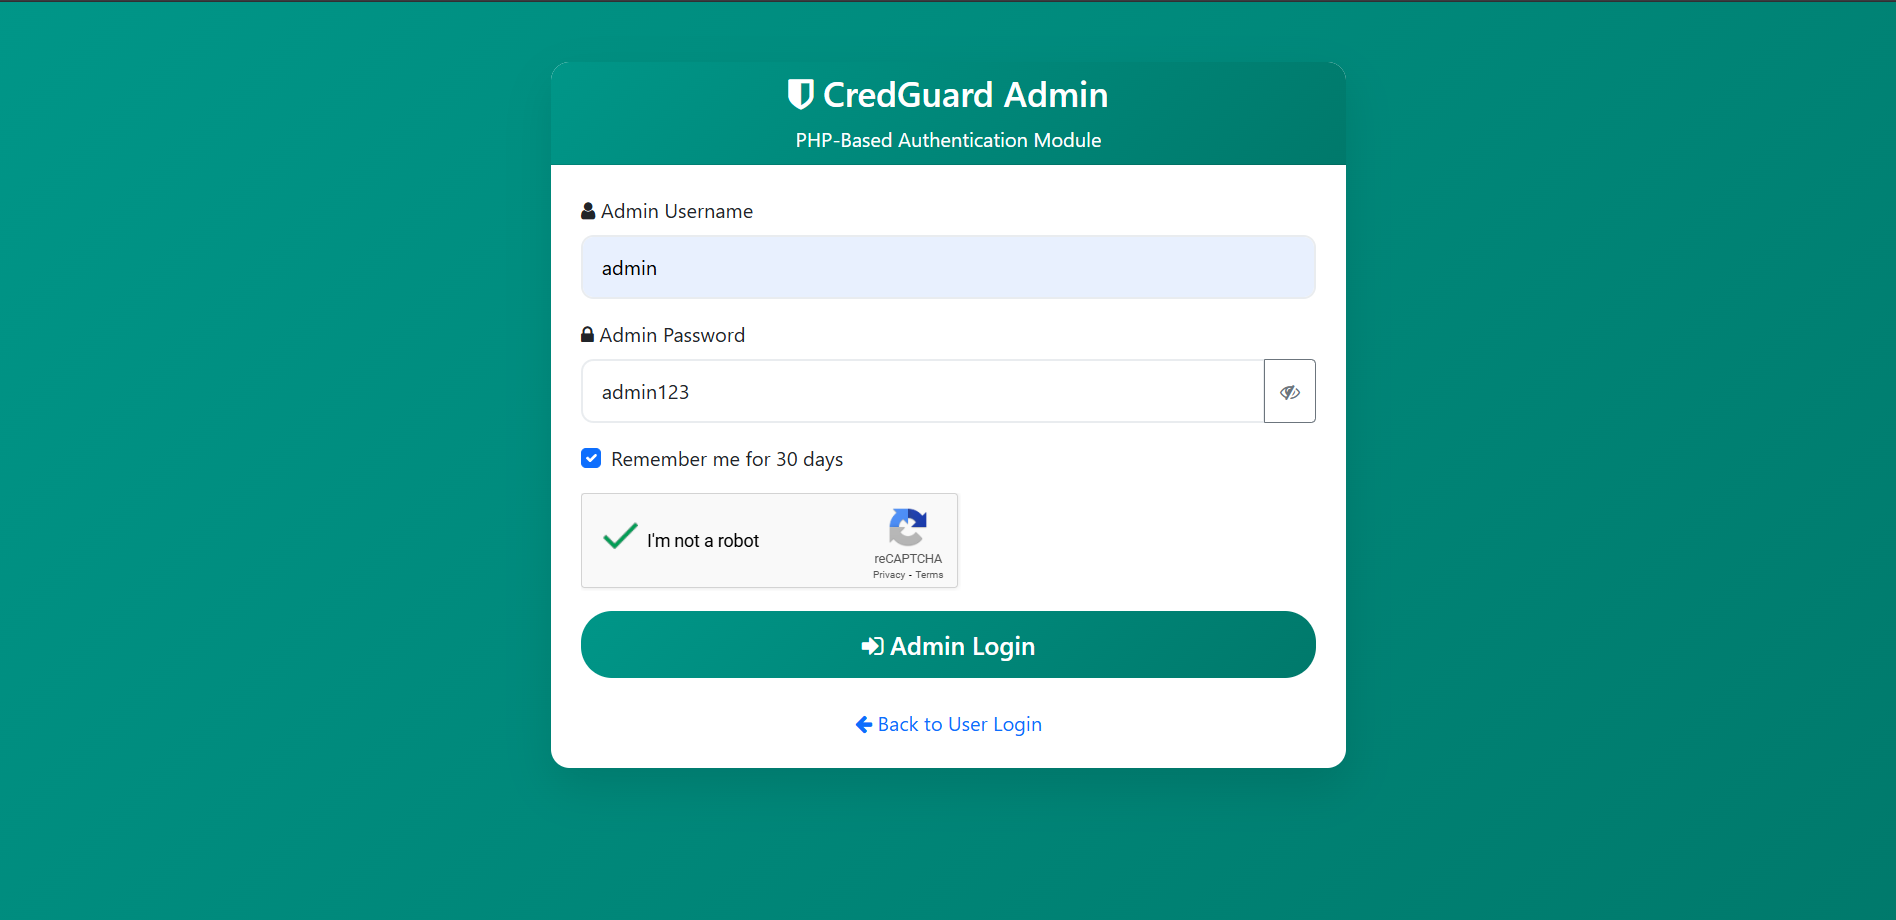 CredGuard Admin
PHP-Based Authentication Module
Admin Username
admin
Admin Password
admin123
Remember me for 30 days
I'm not a robot
reCAPTCHA
Privacy - Terms
Admin Login
Back to User Login